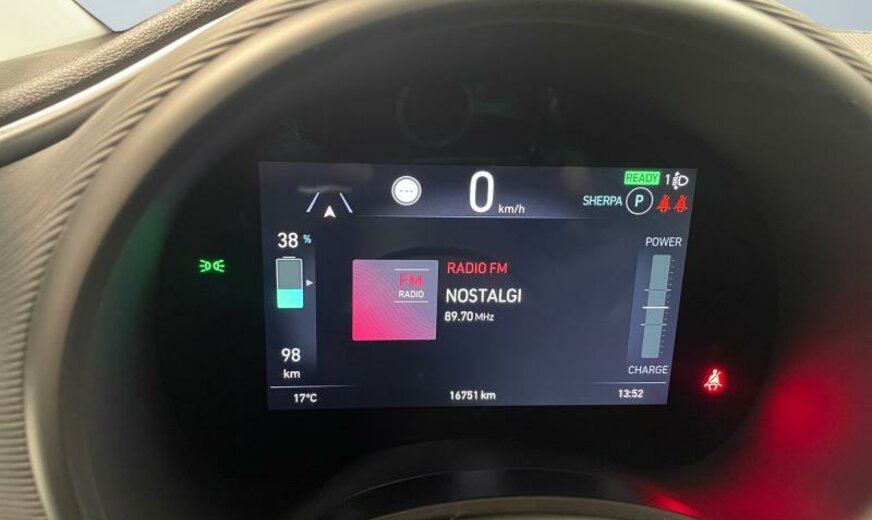 READY 1
0 km/h
SHERPA P
38 %
POWER
RADIO FM
FM
RADIO
NOSTALGI
89.70 MHz
98
km
CHARGE
17°C
16751 km
13:52